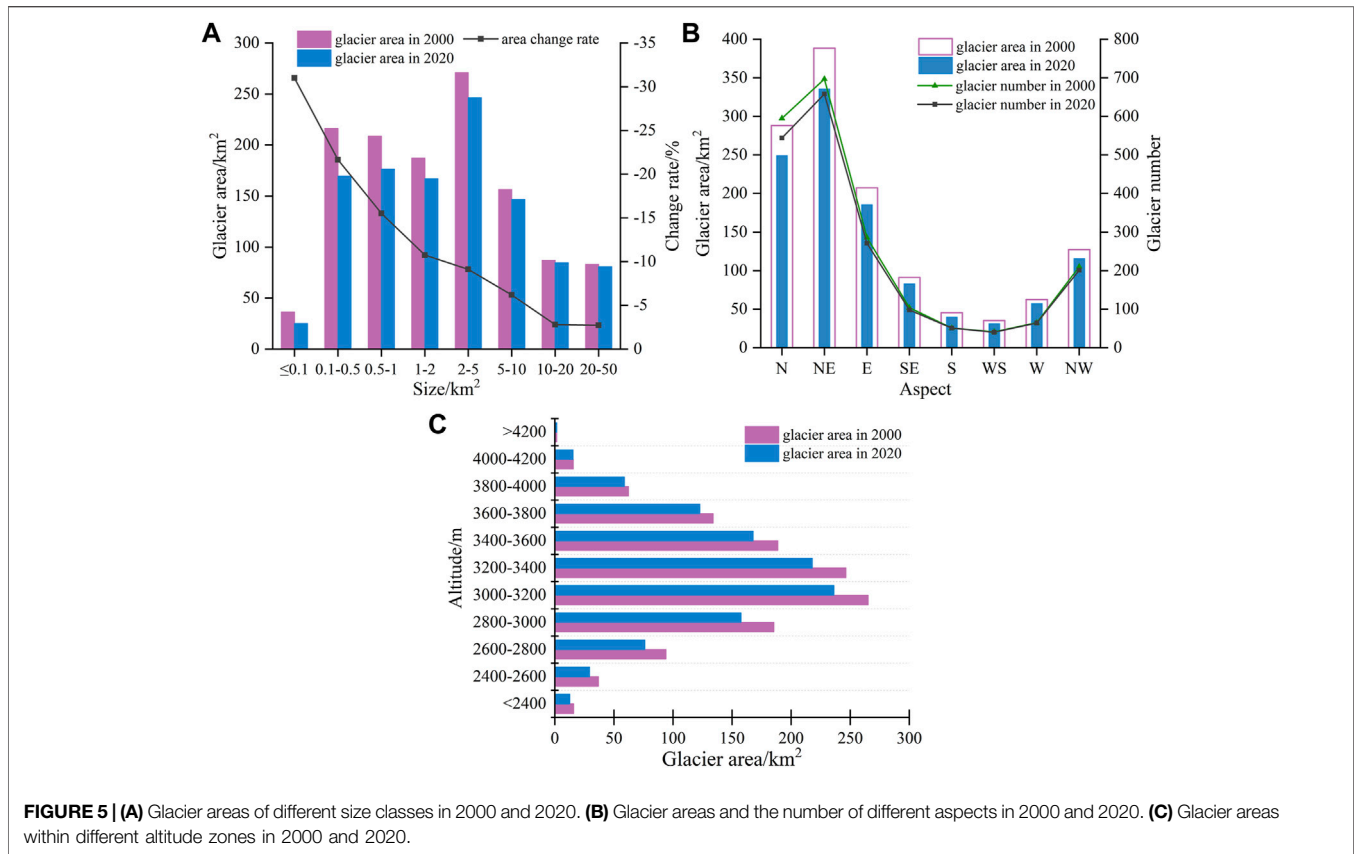 A
glacier area in 2000
glacier area in 2020
area change rate
300
250
200
150
100
50
0
Glacier area/km²
-35
-30
-25
-20
-15
-10
-5
0
Change rate/%
≤0.1 0.1-0.5 0.5-1 1-2 2-5 5-10 10-20 20-50
Size/km²
B
glacier area in 2000
glacier area in 2020
glacier number in 2000
glacier number in 2020
400
350
300
250
200
150
100
50
0
Glacier area/km²
800
700
600
500
400
300
200
100
0
Glacier number
N NE E SE S WS W NW
Aspect
C
glacier area in 2000
glacier area in 2020
>4200
4000-4200
3800-4000
3600-3800
3400-3600
3200-3400
3000-3200
2800-3000
2600-2800
2400-2600
<2400
Altitude/m
0 50 100 150 200 250 300
Glacier area/km²
FIGURE 5 | (A) Glacier areas of different size classes in 2000 and 2020. (B) Glacier areas and the number of different aspects in 2000 and 2020. (C) Glacier areas
within different altitude zones in 2000 and 2020.